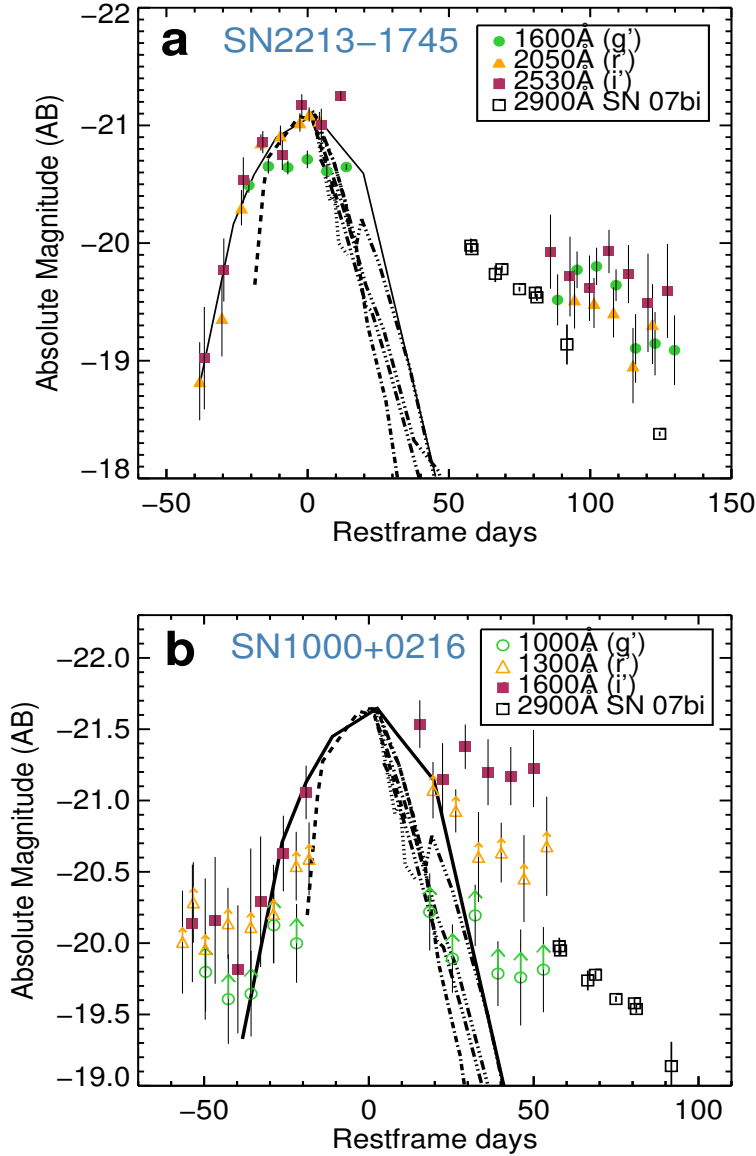 a
SN2213−1745
1600Å (g')
2050Å (r')
2530Å (i')
2900Å SN 07bi
−22
−21
−20
−19
−18
Absolute Magnitude (AB)
−50
0
50
100
150
Restframe days
b
SN1000+0216
1000Å (g')
1300Å (r')
1600Å (i')
2900Å SN 07bi
−22.0
−21.5
−21.0
−20.5
−20.0
−19.5
−19.0
Absolute Magnitude (AB)
−50
0
50
100
Restframe days